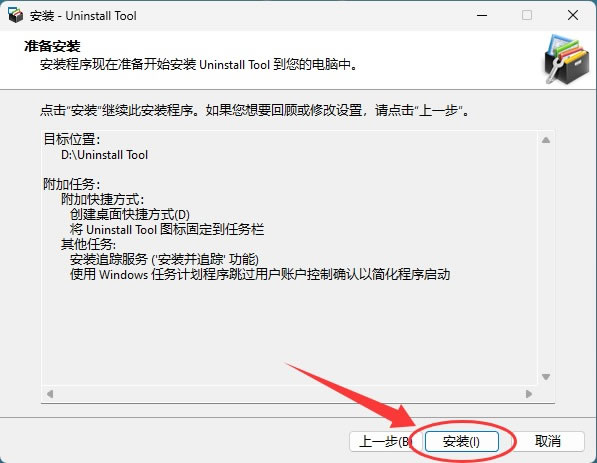 安装 - Uninstall Tool
准备安装
安装程序现在准备开始安装 Uninstall Tool 到您的电脑中。
点击“安装”继续此安装程序。如果您想要回顾或修改设置，请点击“上一步”。
目标位置：
D:\Uninstall Tool
附加任务：
附加快捷方式：
创建桌面快捷方式(D)
将 Uninstall Tool 图标固定到任务栏
其他任务:
安装追踪服务 ('安装并追踪' 功能)
使用 Windows 任务计划程序跳过用户账户控制确认以简化程序启动
上一步(B) 安装(I) 取消